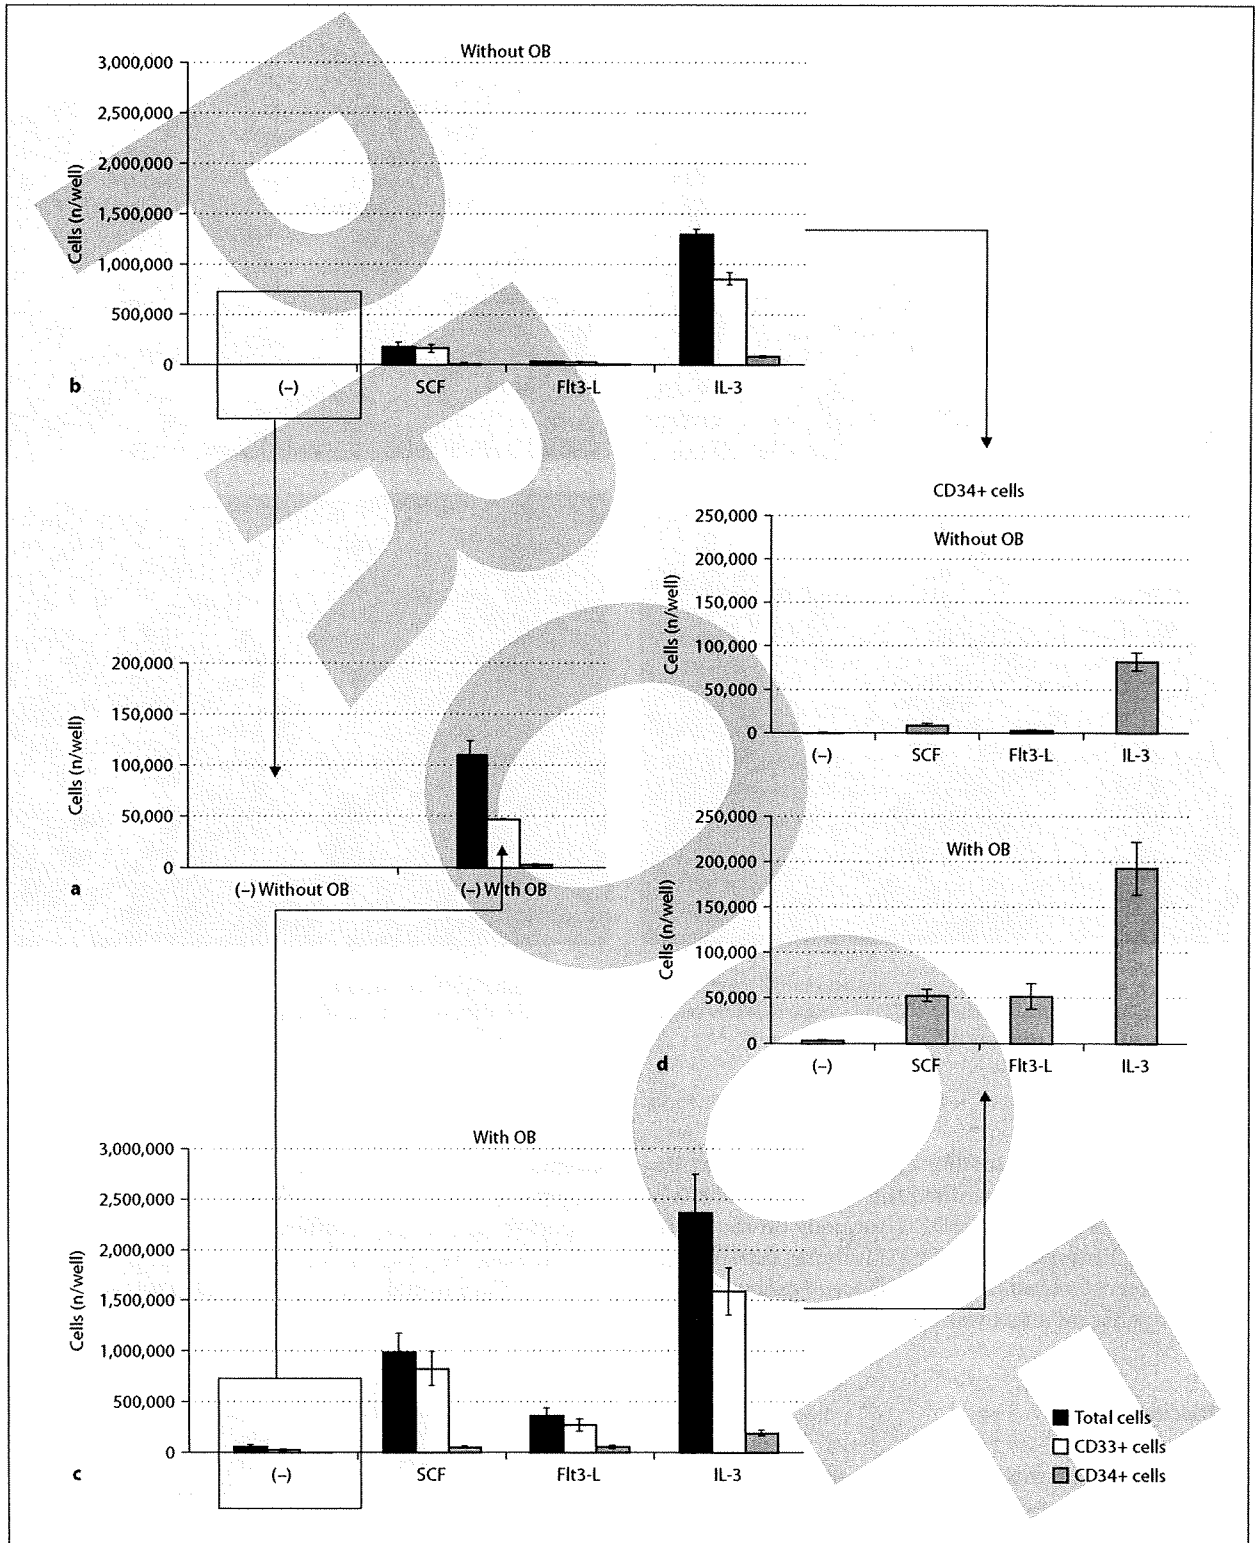 Without OB
3,000,000
2,500,000
2,000,000
1,500,000
1,000,000
500,000
0
Cells (n/well)
b
(–)
SCF
Flt3-L
IL-3
CD34+ cells
250,000
Without OB
200,000
150,000
100,000
50,000
0
Cells (n/well)
(–)
SCF
Flt3-L
IL-3
200,000
150,000
100,000
50,000
0
Cells (n/well)
a
(–) Without OB
(–) With OB
250,000
With OB
200,000
150,000
100,000
50,000
0
Cells (n/well)
d
(–)
SCF
Flt3-L
IL-3
With OB
3,000,000
2,500,000
2,000,000
1,500,000
1,000,000
500,000
0
Cells (n/well)
c
(–)
SCF
Flt3-L
IL-3
Total cells
CD33+ cells
CD34+ cells
PROOF